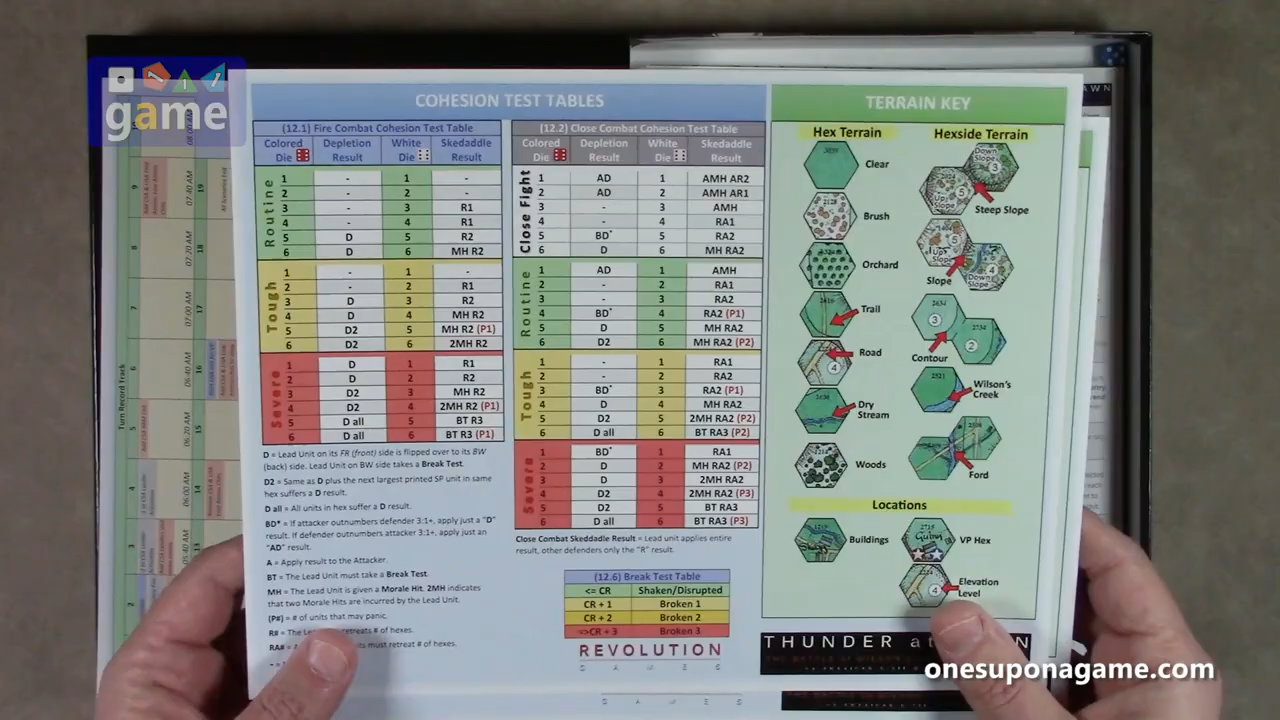 game
COHESION TEST TABLES
(12.1) Fire Combat Cohesion Test Table
Colored Die Depletion Result White Die Skedaddle Result
Routine
1 - 1 -
2 - 2 -
3 - 3 R1
4 - 4 R1
5 D 5 R2
6 D 6 MH R2
Tough
1 - 1 -
2 - 2 R1
3 D 3 R2
4 D 4 MH R2
5 D2 5 MH R2 (P1)
6 D2 6 2MH R2
Severe
1 D 1 R1
2 D 2 R2
3 D2 3 MH R2
4 D2 4 2MH R2 (P1)
5 D all 5 BT R3
6 D all 6 BT R3 (P1)
D = Lead Unit on its FR (front) side is flipped over to its BW
(back) side. Lead Unit on BW side takes a Break Test.
D2 = Same as D plus the next largest printed SP unit in same
hex suffers a D result.
D all = All units in hex suffer a D result.
BD* = If attacker outnumbers defender 3:1+, apply just a "D"
result. If defender outnumbers attacker 3:1+, apply just an
"AD" result.
A = Apply result to the Attacker.
BT = The Lead Unit must take a Break Test.
MH = The Lead Unit is given a Morale Hit. 2MH indicates
that two Morale Hits are incurred by the Lead Unit.
(P#) = # of units that may panic.
R# = The Lead retreats # of hexes.
RA# = must retreat # of hexes.
(12.2) Close Combat Cohesion Test Table
Colored Die Depletion Result White Die Skedaddle Result
Close Fight
1 AD 1 AMH AR2
2 AD 2 AMH AR1
3 - 3 AMH
4 - 4 RA1
5 BD* 5 RA2
6 D 6 MH RA2
Routine
1 AD 1 AMH
2 - 2 RA1
3 - 3 RA2
4 BD* 4 RA2 (P1)
5 D 5 MH RA2
6 D2 6 MH RA2 (P2)
Tough
1 - 1 RA1
2 - 2 RA2
3 BD* 3 RA2 (P1)
4 D 4 MH RA2
5 D2 5 2MH RA2 (P2)
6 D all 6 BT RA3 (P2)
Severe
1 BD* 1 RA1
2 D 2 MH RA2 (P2)
3 D 3 2MH RA2
4 D2 4 2MH RA2 (P3)
5 D2 5 BT RA3
6 D all 6 BT RA3 (P3)
Close Combat Skedaddle Result = Lead unit applies entire
result, other defenders only the "R" result.
(12.6) Break Test Table
<= CR Shaken/Disrupted
CR + 1 Broken 1
CR + 2 Broken 2
=>CR + 3 Broken 3
REVOLUTION
G A M E S
TERRAIN KEY
Hex Terrain
Clear
Brush
Orchard
Trail
Road
Dry Stream
Woods
Hexside Terrain
Steep Slope
Slope
Contour
Wilson's Creek
Ford
Locations
Buildings
VP Hex
Elevation Level
THUNDER at
onesuponagame.com
Turn Record Track